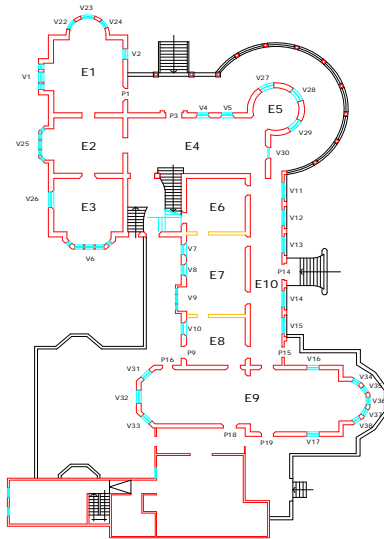 V23
V22 V24
V2
E1
V1
P1
V27
V28
P3 V4 V5 E5
V29
V25 E2 E4
V30
V26 E3 E6
V11
V12
V13
V6 V7
V8 E7
P14
E10
V9
V14
V10 E8
V15
P9
P16 P15 V16
V31 V34
V35
V32 E9 V36
V37
V33 V38
P18
P19 V17